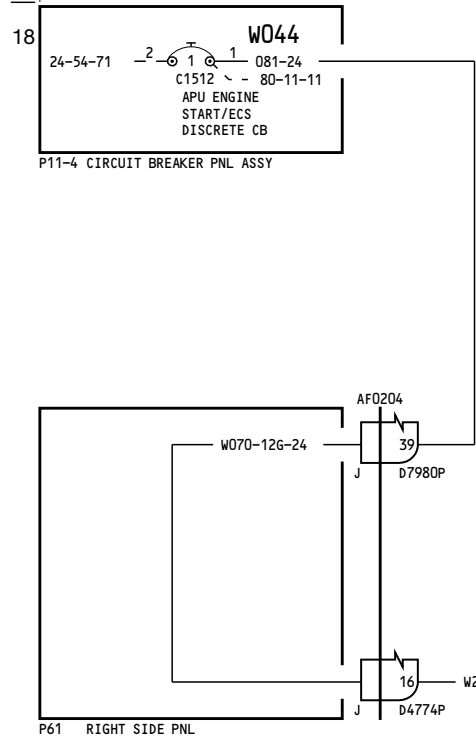 18
W044
24-54-71 2 1 1 081-24
C1512 80-11-11
APU ENGINE
START/ECS
DISCRETE CB
P11-4 CIRCUIT BREAKER PNL ASSY
AF0204
W070-12G-24 39
J D7980P
16 W2
J D4774P
P61 RIGHT SIDE PNL